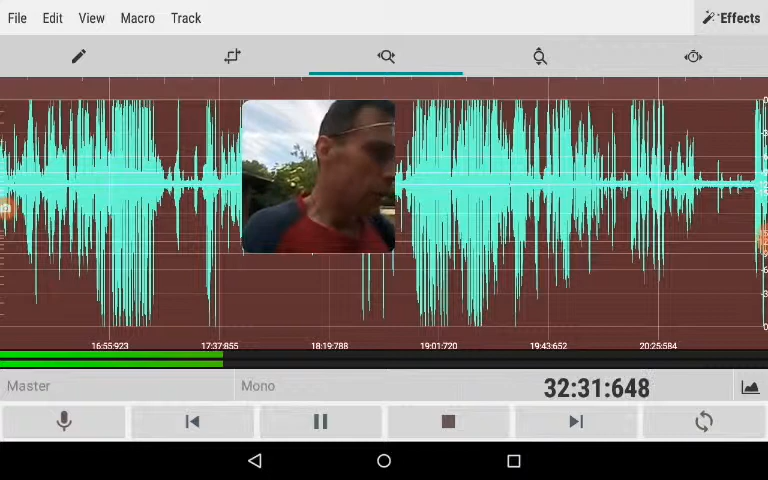 File Edit View Macro Track Effects
16:55:923 17:37:855 18:19:788 19:01:720 19:43:652 20:25:584
Master Mono 32:31:648